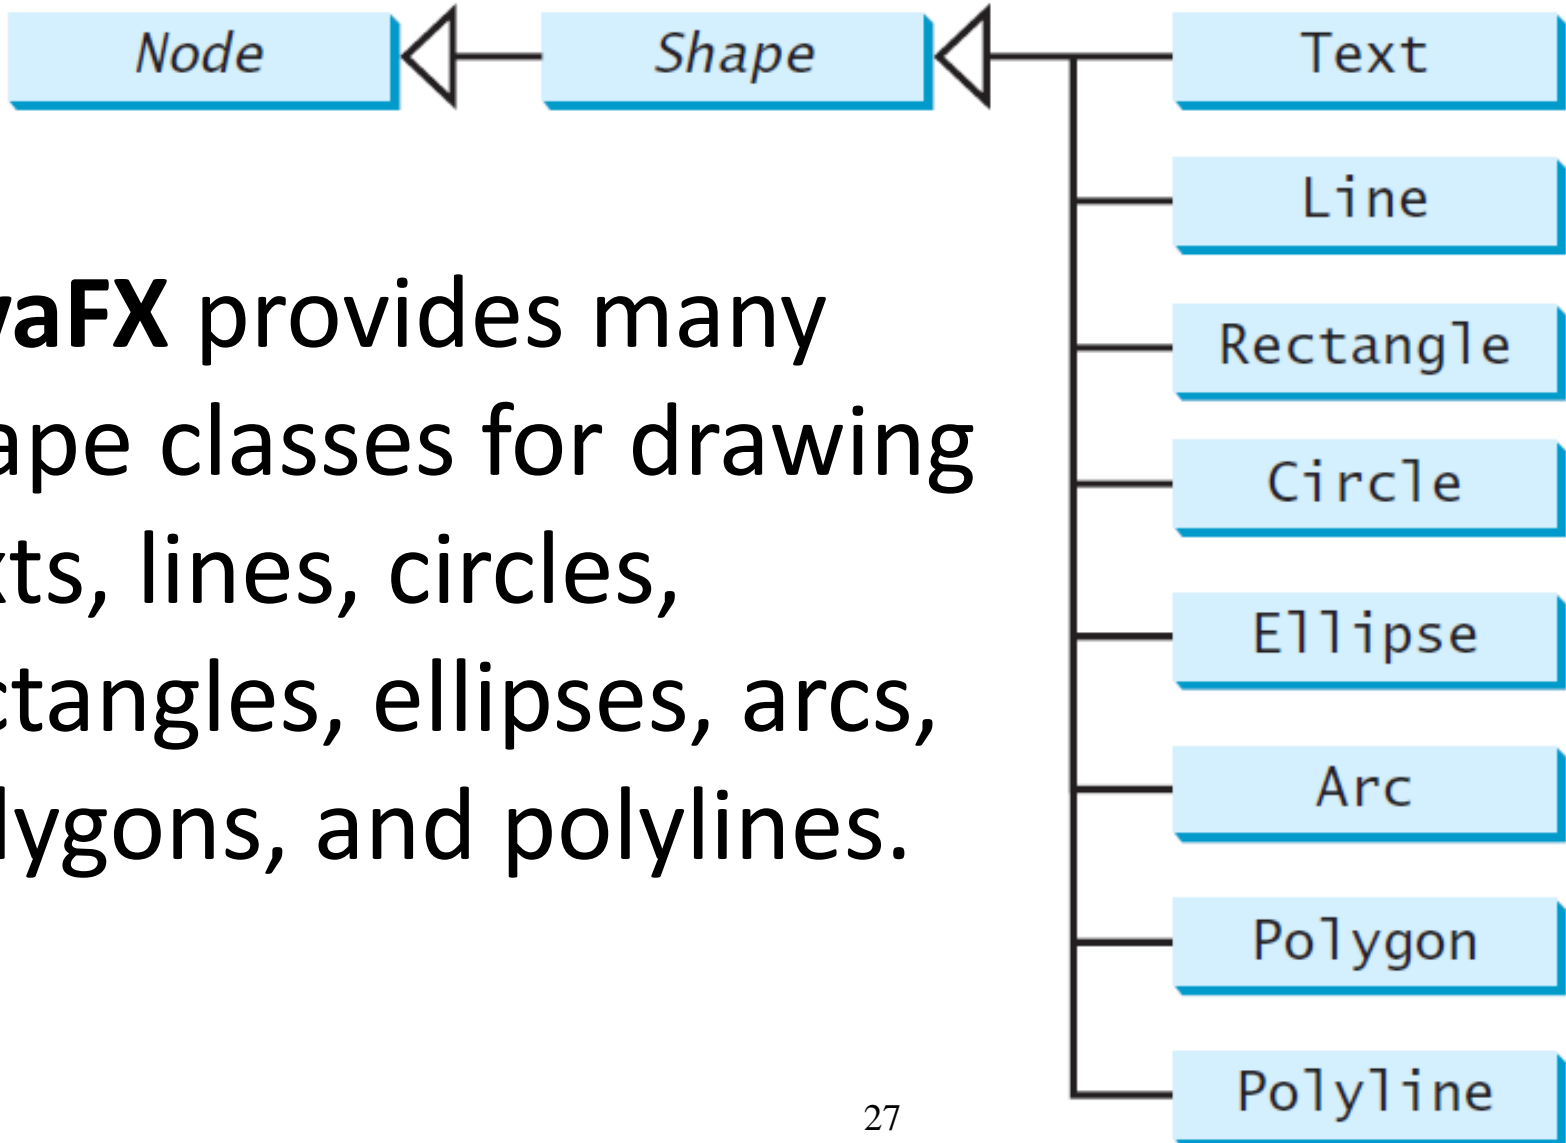 Node
Shape
Text
Line
Rectangle
Circle
Ellipse
Arc
Polygon
Polyline
vaFX provides many
ape classes for drawing
xts, lines, circles,
ctangles, ellipses, arcs,
lygons, and polylines.
27